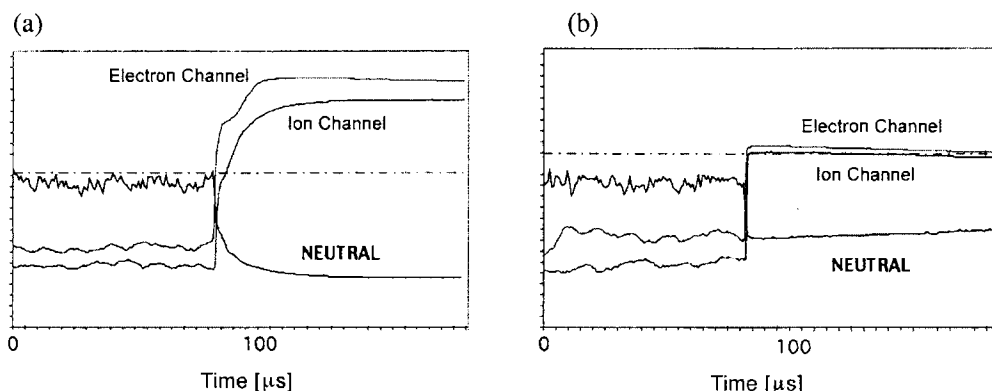 (a)
Electron Channel
Ion Channel
NEUTRAL
0
100
Time [μs]
(b)
Electron Channel
Ion Channel
NEUTRAL
0
100
Time [μs]